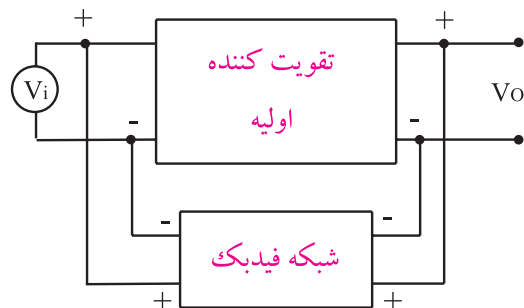 + +
تقویت کننده
اولیه
Vi
VO
- -
- -
شبکه فیدبک
+ +